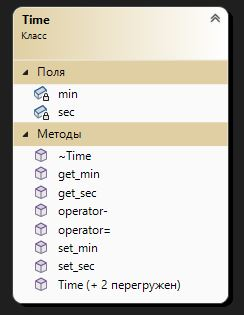 Time
Класс
Поля
min
sec
Методы
~Time
get_min
get_sec
operator-
operator=
set_min
set_sec
Time (+ 2 перегружен)